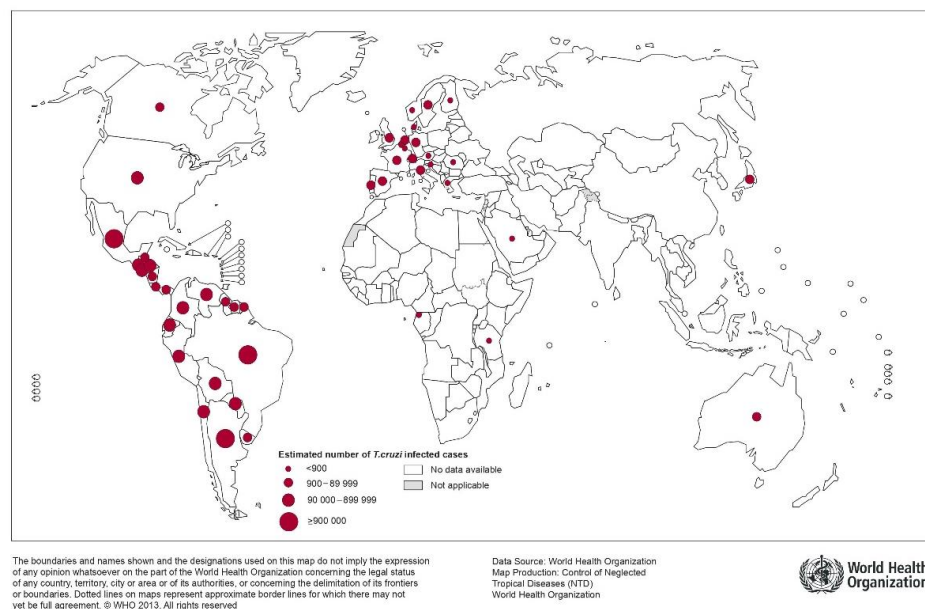 Estimated number of T.cruzi infected cases
<900
900–89 999
90 000–899 999
≥900 000
No data available
Not applicable
The boundaries and names shown and the designations used on this map do not imply the expression
of any opinion whatsoever on the part of the World Health Organization concerning the legal status
of any country, territory, city or area or of its authorities, or concerning the delimitation of its frontiers
or boundaries. Dotted lines on maps represent approximate border lines for which there may not
yet be full agreement. © WHO 2013. All rights reserved
Data Source: World Health Organization
Map Production: Control of Neglected
Tropical Diseases (NTD)
World Health Organization
World Health
Organization